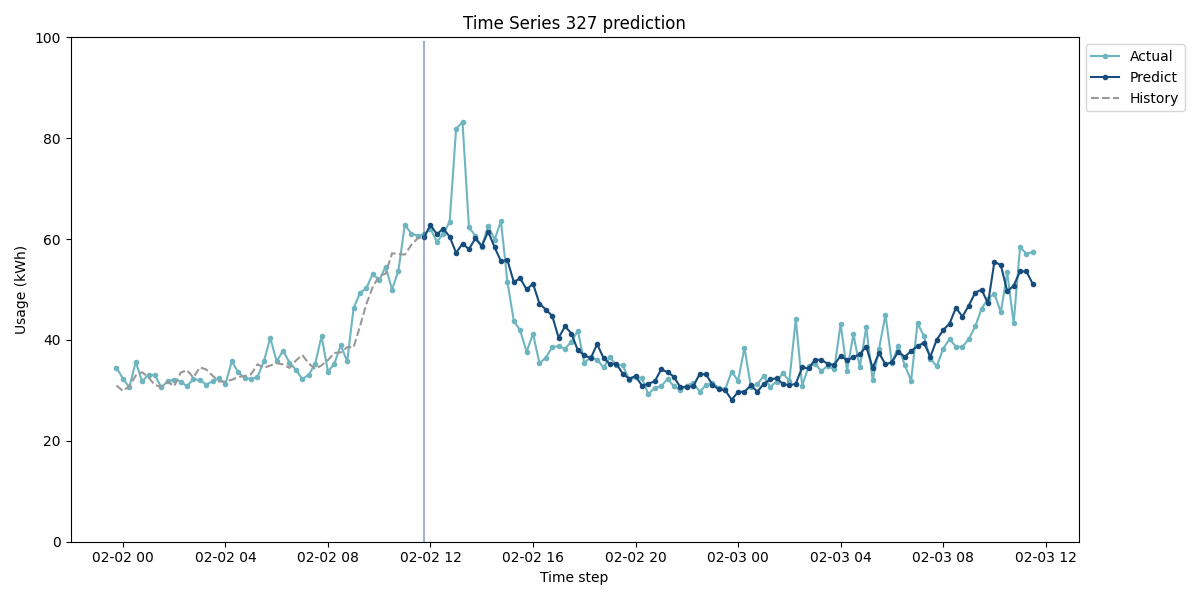 Time Series 327 prediction
100
80
60
40
20
0
Usage (kWh)
02-02 00
02-02 04
02-02 08
02-02 12
02-02 16
02-02 20
02-03 00
02-03 04
02-03 08
02-03 12
Time step
Actual
Predict
History